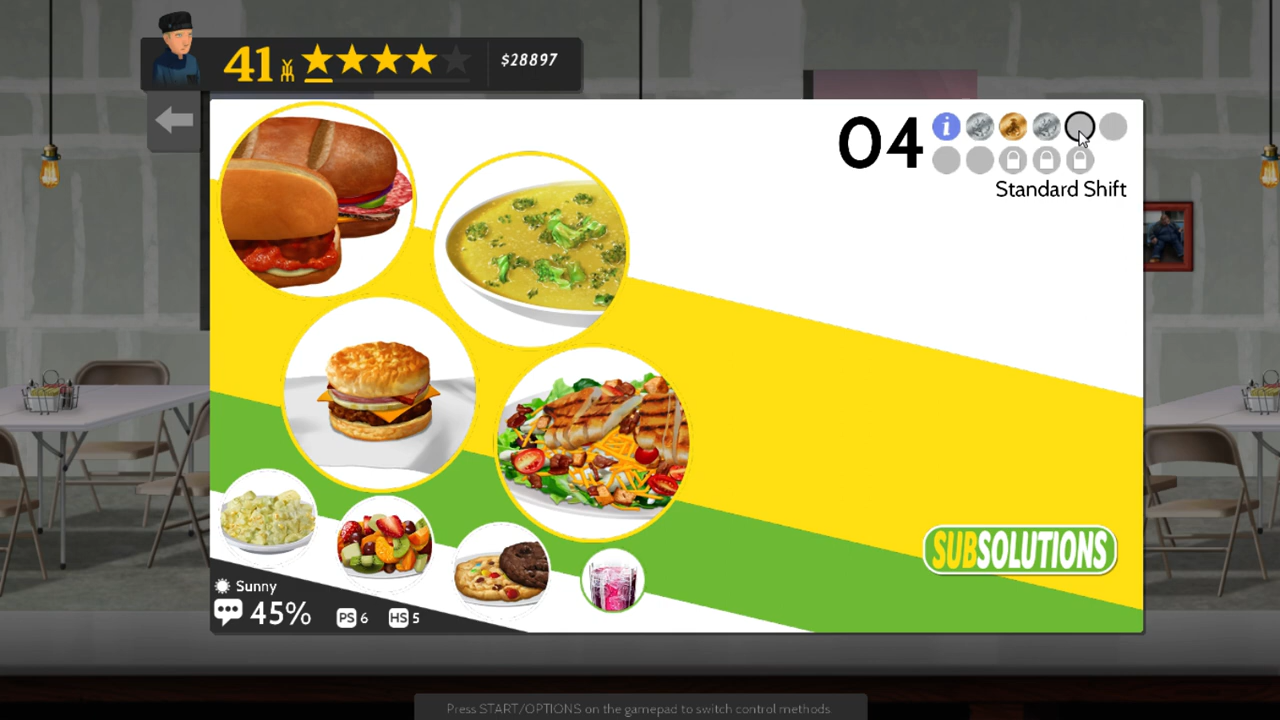 41
$28897
04
i
Standard Shift
SUBSOLUTIONS
Sunny
45% PS 6 HS 5
Press START/OPTIONS on the gamepad to switch control methods.